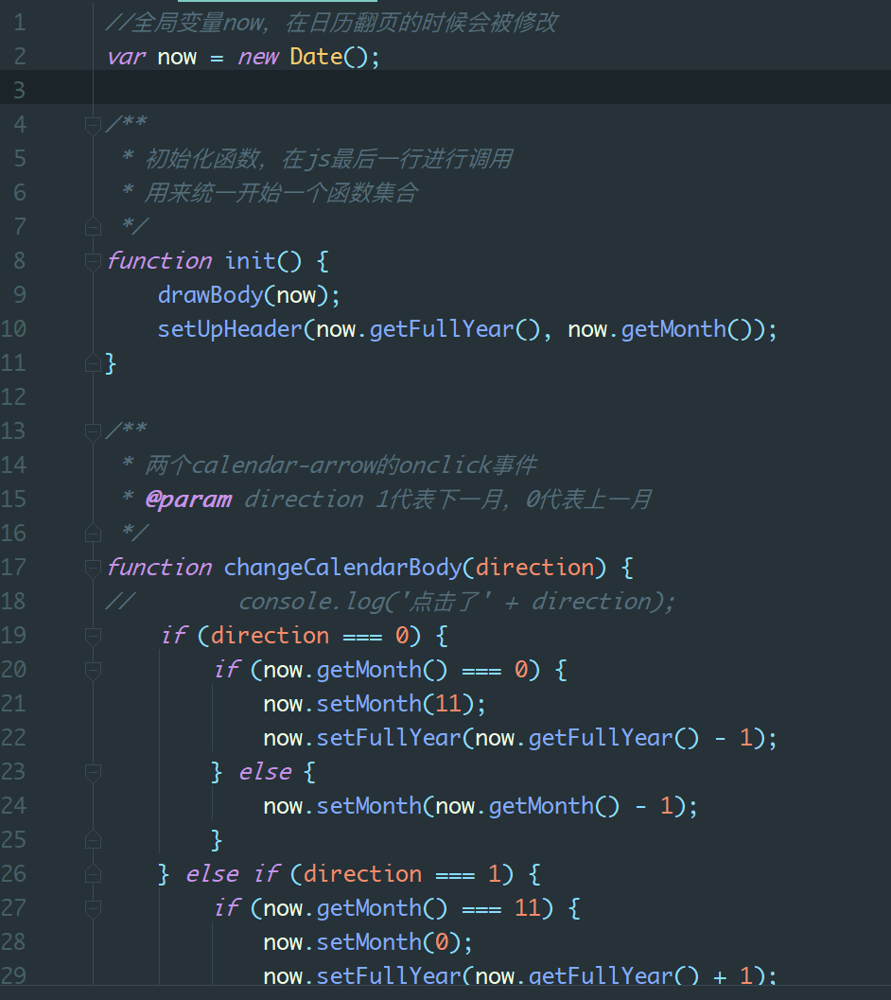 1 //全局变量now, 在日历翻页的时候会被修改
2 var now = new Date();
3
4 /**
5  * 初始化函数, 在js最后一行进行调用
6  * 用来统一开始一个函数集合
7  */
8 function init() {
9     drawBody(now);
10     setUpHeader(now.getFullYear(), now.getMonth());
11 }
12
13 /**
14  * 两个calendar-arrow的onclick事件
15  * @param direction 1代表下一月, 0代表上一月
16  */
17 function changeCalendarBody(direction) {
18 //        console.log('点击了' + direction);
19     if (direction === 0) {
20         if (now.getMonth() === 0) {
21             now.setMonth(11);
22             now.setFullYear(now.getFullYear() - 1);
23         } else {
24             now.setMonth(now.getMonth() - 1);
25         }
26     } else if (direction === 1) {
27         if (now.getMonth() === 11) {
28             now.setMonth(0);
29             now.setFullYear(now.getFullYear() + 1);